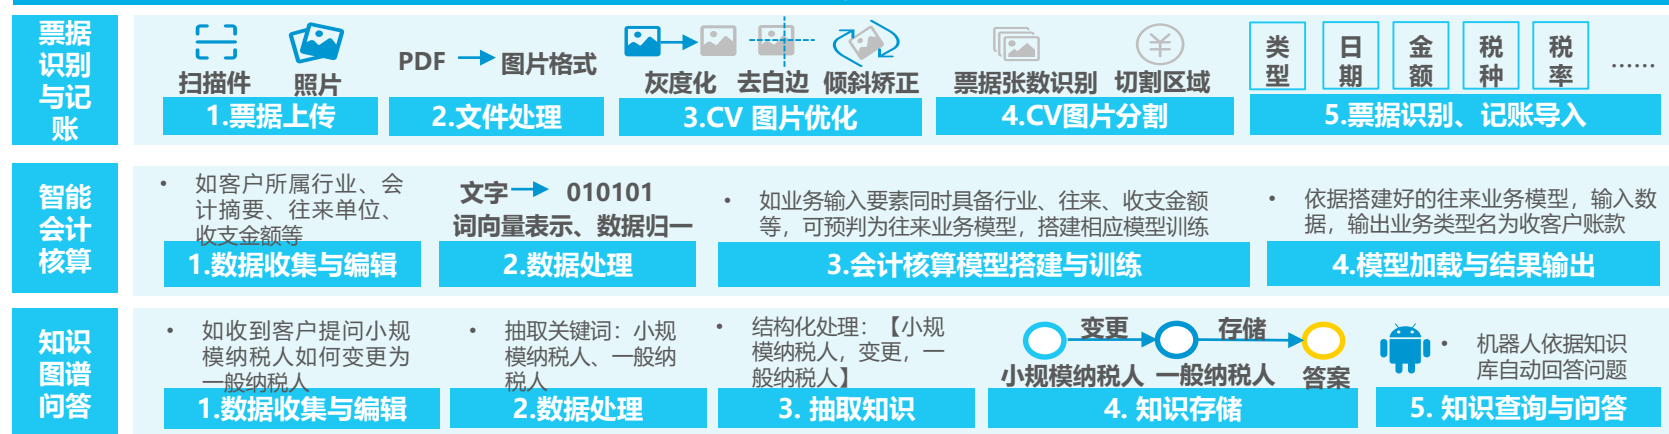 票据
识别
与记
账
扫描件
照片
1.票据上传
PDF
图片格式
2.文件处理
灰度化
去白边
倾斜矫正
3.CV 图片优化
票据张数识别
切割区域
4.CV图片分割
类型
日期
金额
税种
税率
……
5.票据识别、记账导入
智能
会计
核算
• 如客户所属行业、会
计摘要、往来单位、
收支金额等
1.数据收集与编辑
文字
010101
词向量表示、数据归一
2.数据处理
• 如业务输入要素同时具备行业、往来、收支金额
等，可预判为往来业务模型，搭建相应模型训练
3.会计核算模型搭建与训练
• 依据搭建好的往来业务模型，输入数
据，输出业务类型名为收客户账款
4.模型加载与结果输出
知识
图谱
问答
• 如收到客户提问小规
模纳税人如何变更为
一般纳税人
1.数据收集与编辑
• 抽取关键词：小规
模纳税人、一般纳
税人
2.数据处理
• 结构化处理：【小规
模纳税人，变更，一
般纳税人】
3. 抽取知识
变更
存储
小规模纳税人
一般纳税人
答案
4. 知识存储
• 机器人依据知识
库自动回答问题
5. 知识查询与问答